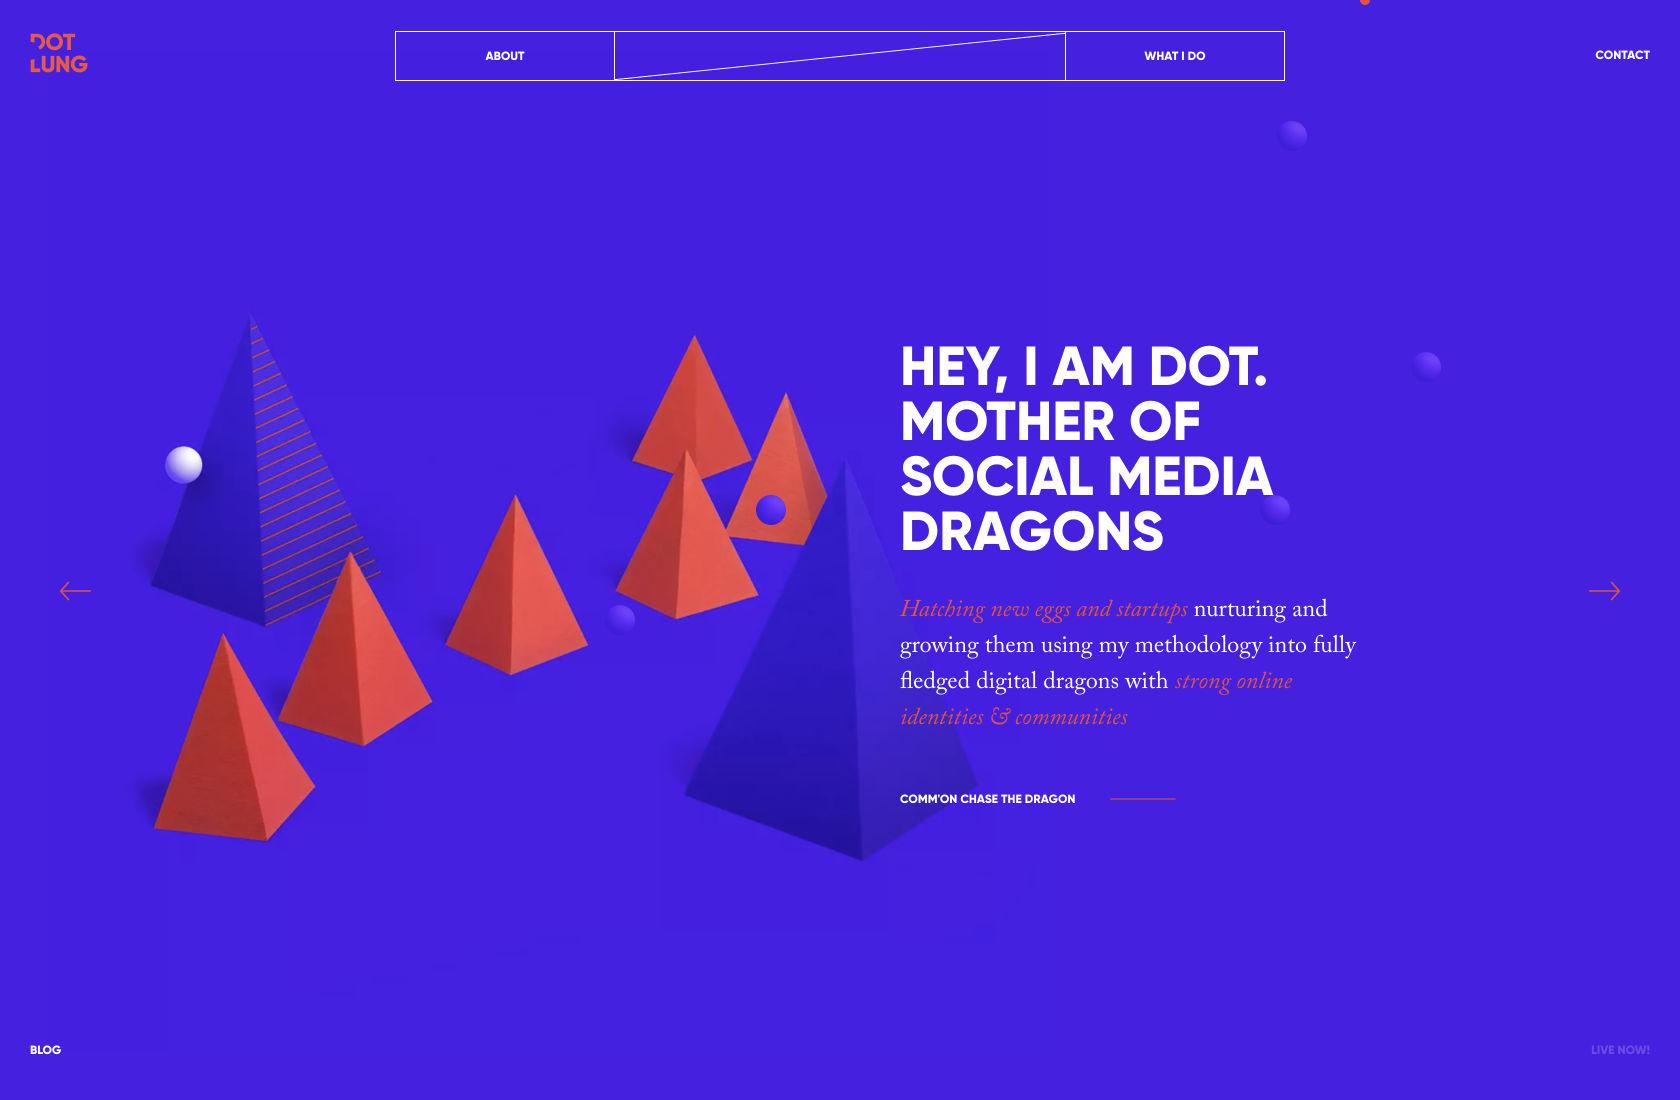 DOT
LUNG
ABOUT
WHAT I DO
CONTACT
HEY, I AM DOT.
MOTHER OF
SOCIAL MEDIA
DRAGONS
Hatching new eggs and startups nurturing and
growing them using my methodology into fully
fledged digital dragons with strong online
identities & communities
COMM'ON CHASE THE DRAGON
BLOG
LIVE NOW!